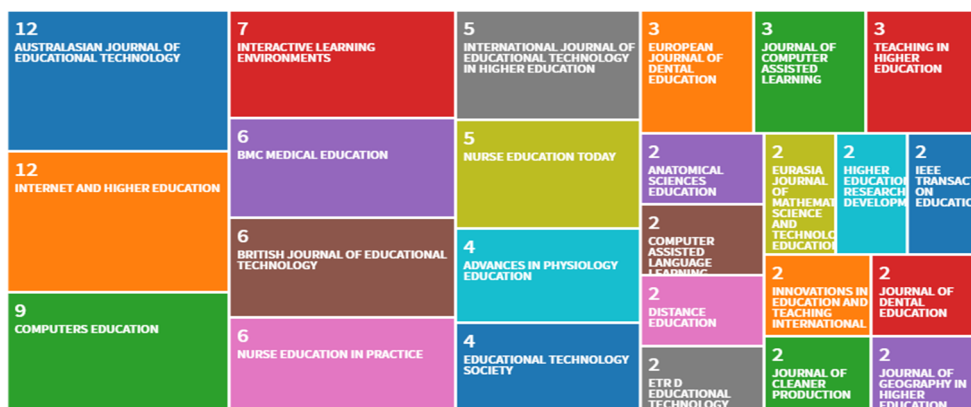 12
AUSTRALASIAN JOURNAL OF
EDUCATIONAL TECHNOLOGY
12
INTERNET AND HIGHER EDUCATION
9
COMPUTERS EDUCATION
7
INTERACTIVE LEARNING
ENVIRONMENTS
6
BMC MEDICAL EDUCATION
6
BRITISH JOURNAL OF EDUCATIONAL
TECHNOLOGY
6
NURSE EDUCATION IN PRACTICE
5
INTERNATIONAL JOURNAL OF
EDUCATIONAL TECHNOLOGY
IN HIGHER EDUCATION
5
NURSE EDUCATION TODAY
4
ADVANCES IN PHYSIOLOGY
EDUCATION
4
EDUCATIONAL TECHNOLOGY
SOCIETY
3
EUROPEAN
JOURNAL OF
DENTAL
EDUCATION
3
JOURNAL OF
COMPUTER
ASSISTED
LEARNING
3
TEACHING IN
HIGHER
EDUCATION
2
ANATOMICAL
SCIENCES
EDUCATION
2
COMPUTER
ASSISTED
LANGUAGE
LEARNING
2
DISTANCE
EDUCATION
2
ETR D
EDUCATIONAL
TECHNOLOGY
2
EURASIA
JOURNAL
OF
MATHEMAT
SCIENCE
AND
TECHNOLO
EDUCATION
2
HIGHER
EDUCATION
RESEARCH
DEVELOPM
2
IEEE
TRANSACT
ON
EDUCATIO
2
INNOVATIONS IN
EDUCATION AND
TEACHING
INTERNATIONAL
2
JOURNAL OF
DENTAL
EDUCATION
2
JOURNAL OF
CLEANER
PRODUCTION
2
JOURNAL OF
GEOGRAPHY IN
HIGHER
EDUCATION